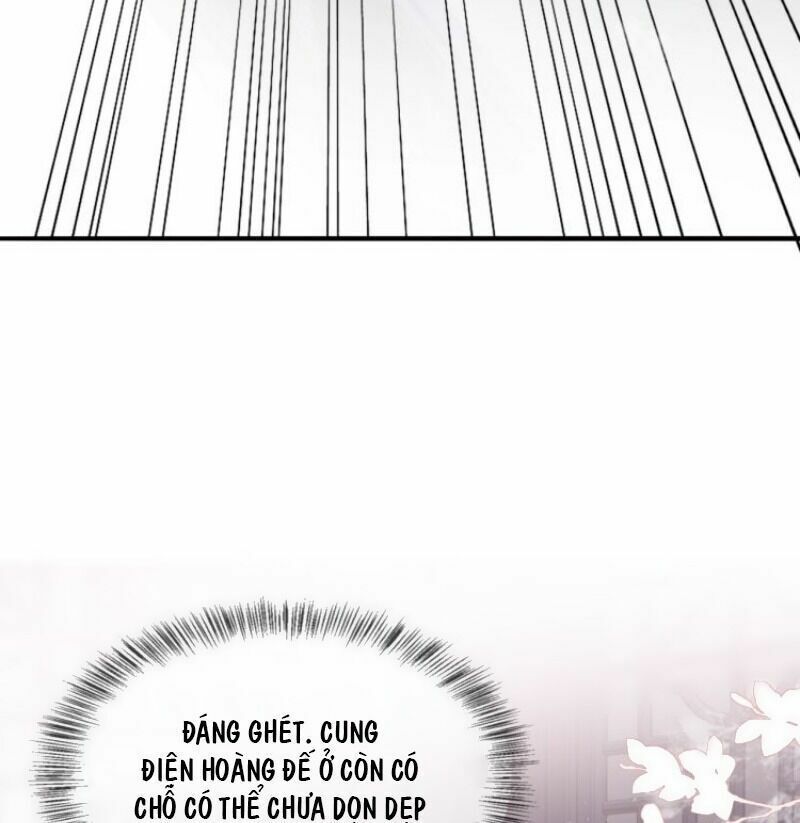 ĐÁNG GHÉT. CUNG
ĐIỆN HOÀNG ĐẾ Ở CÒN CÓ
CHỖ CÓ THỂ CHƯA DỌN DẸP